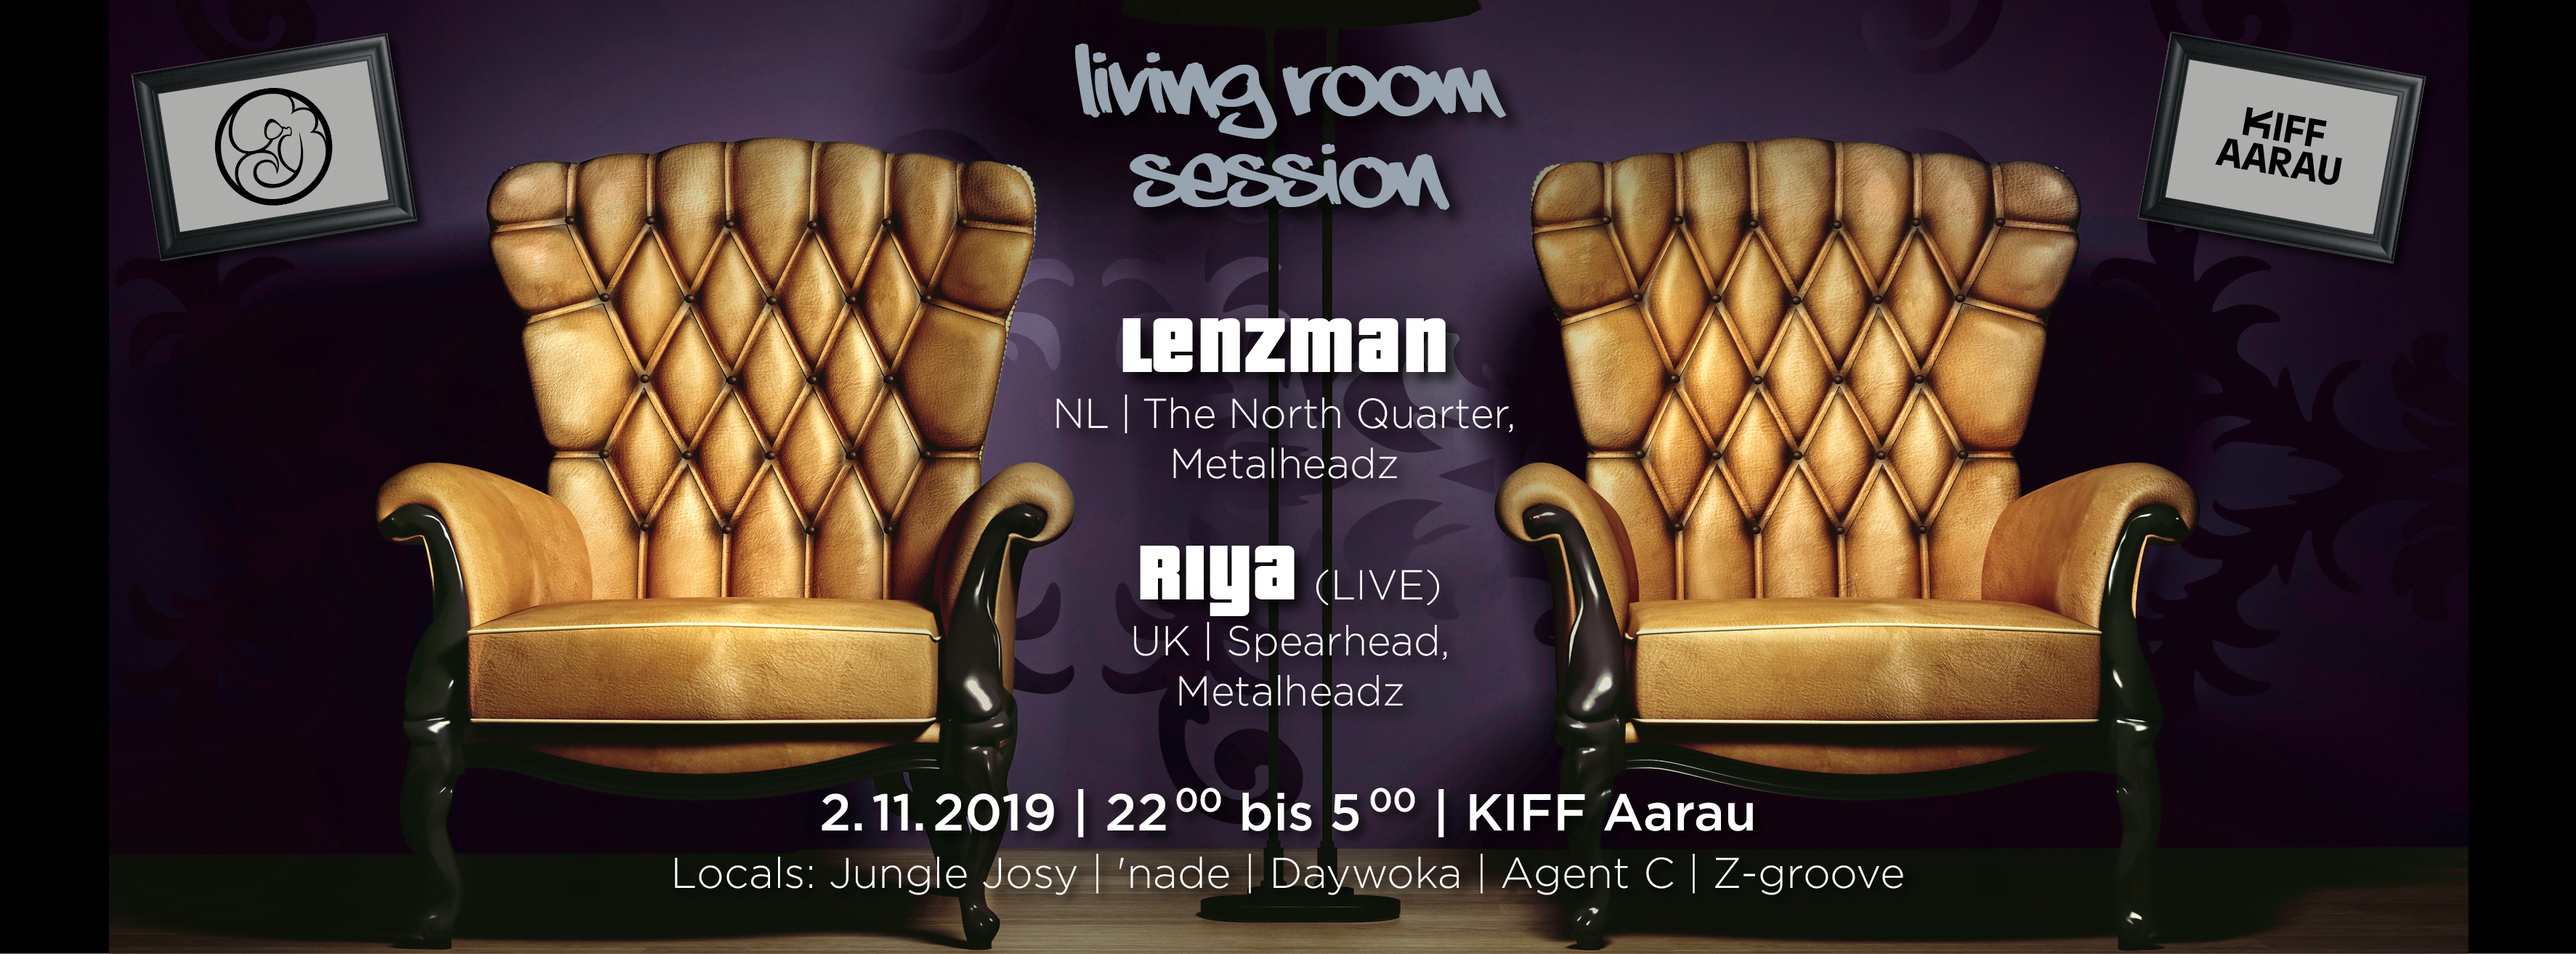 living room
session
KIFF
AARAU
Lenzman
NL | The North Quarter,
Metalheadz
Riya (LIVE)
UK | Spearhead,
Metalheadz
2.11.2019 | 22⁰⁰ bis 5⁰⁰ | KIFF Aarau
Locals: Jungle Josy | 'nade | Daywoka | Agent C | Z-groove